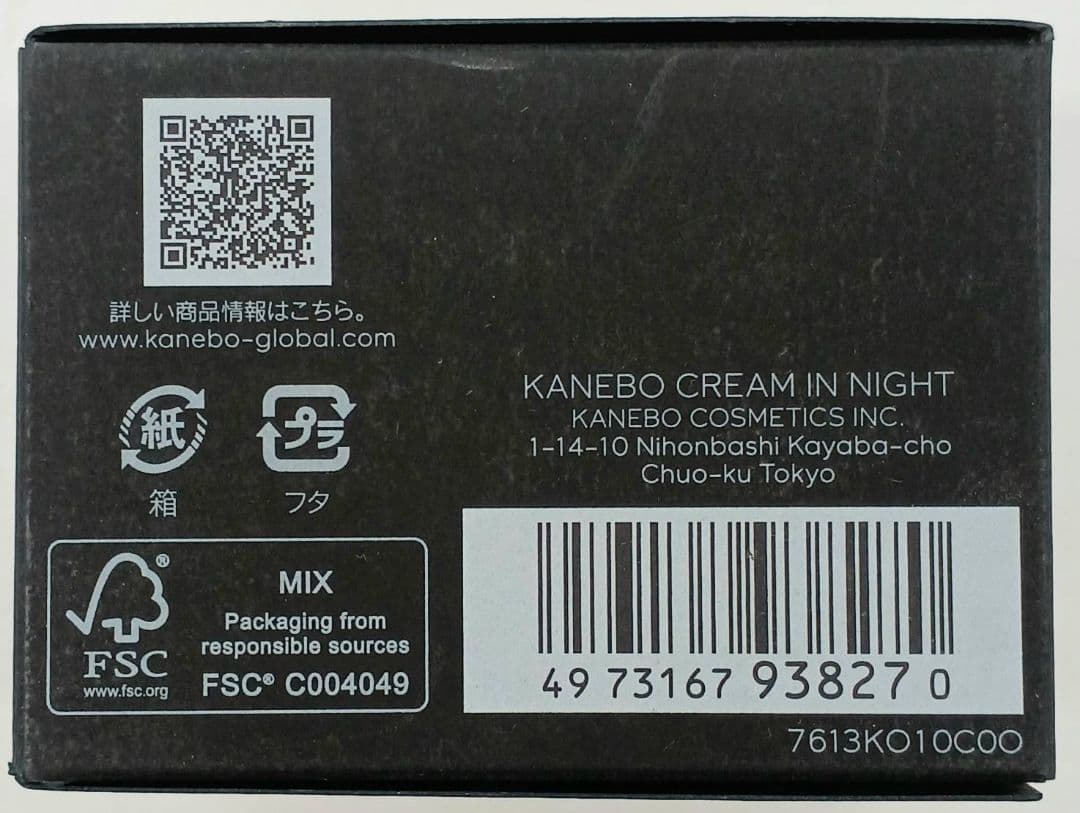 詳しい商品情報はこちら。
www.kanebo-global.com
紙
プラ
箱
フタ
KANEBO CREAM IN NIGHT
KANEBO COSMETICS INC.
1-14-10 Nihonbashi Kayaba-cho
Chuo-ku Tokyo
FSC®
www.fsc.org
MIX
Packaging from
responsible sources
FSC® C004049
49 73167 93827 0
7613KO10C00